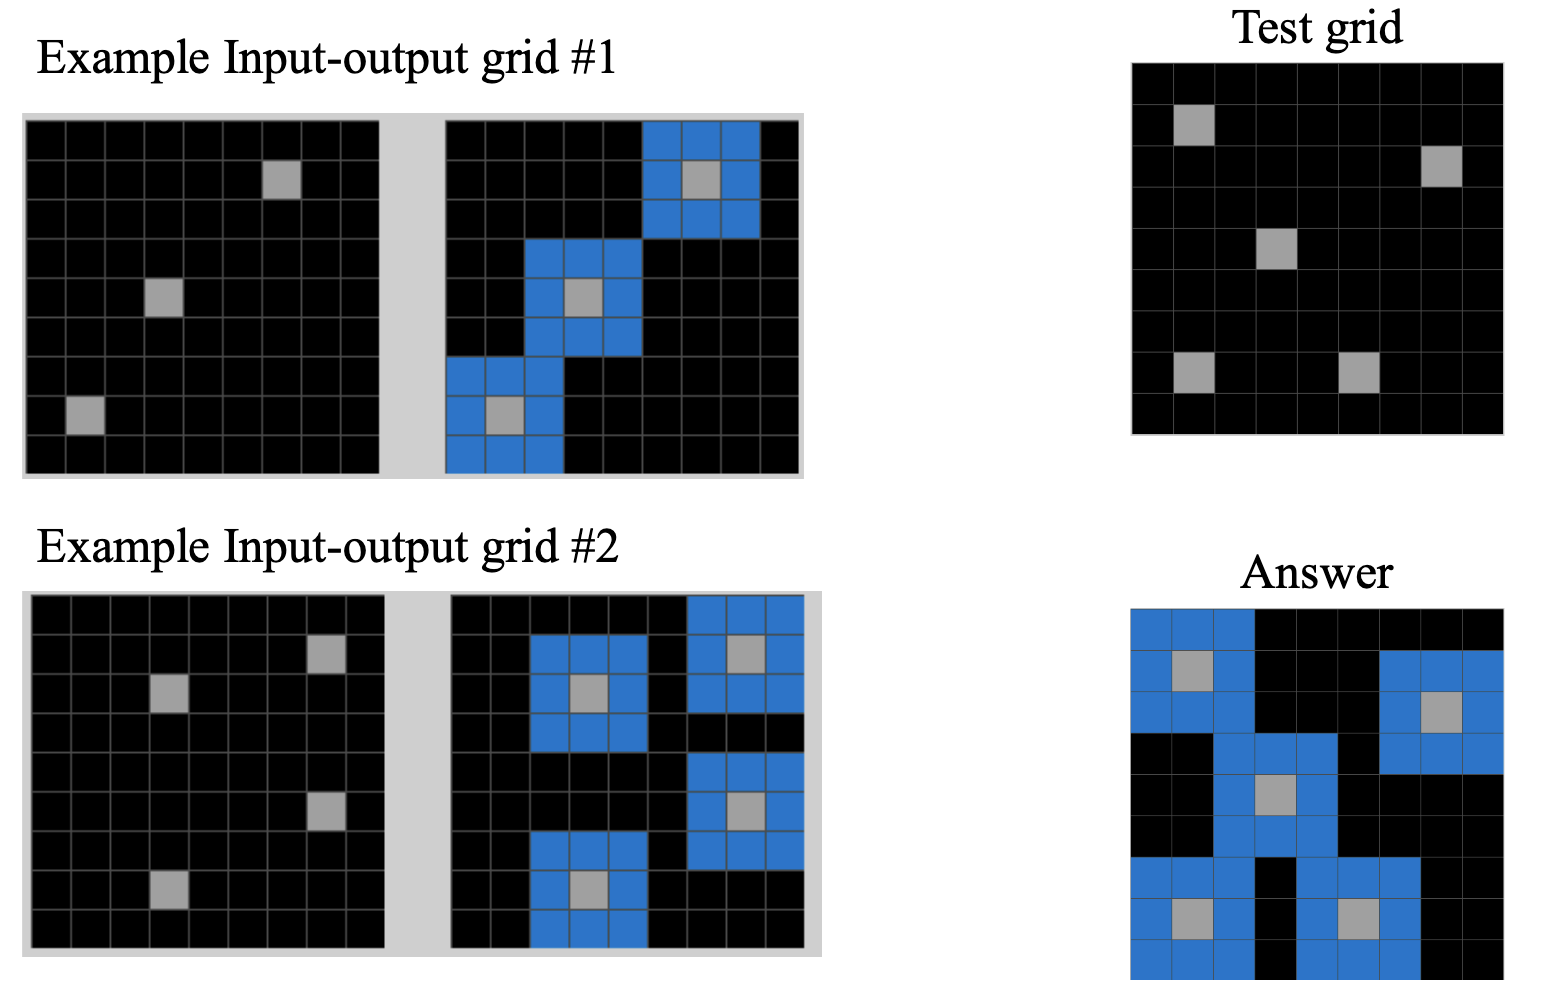 Example Input-output grid #1
Test grid
Example Input-output grid #2
Answer